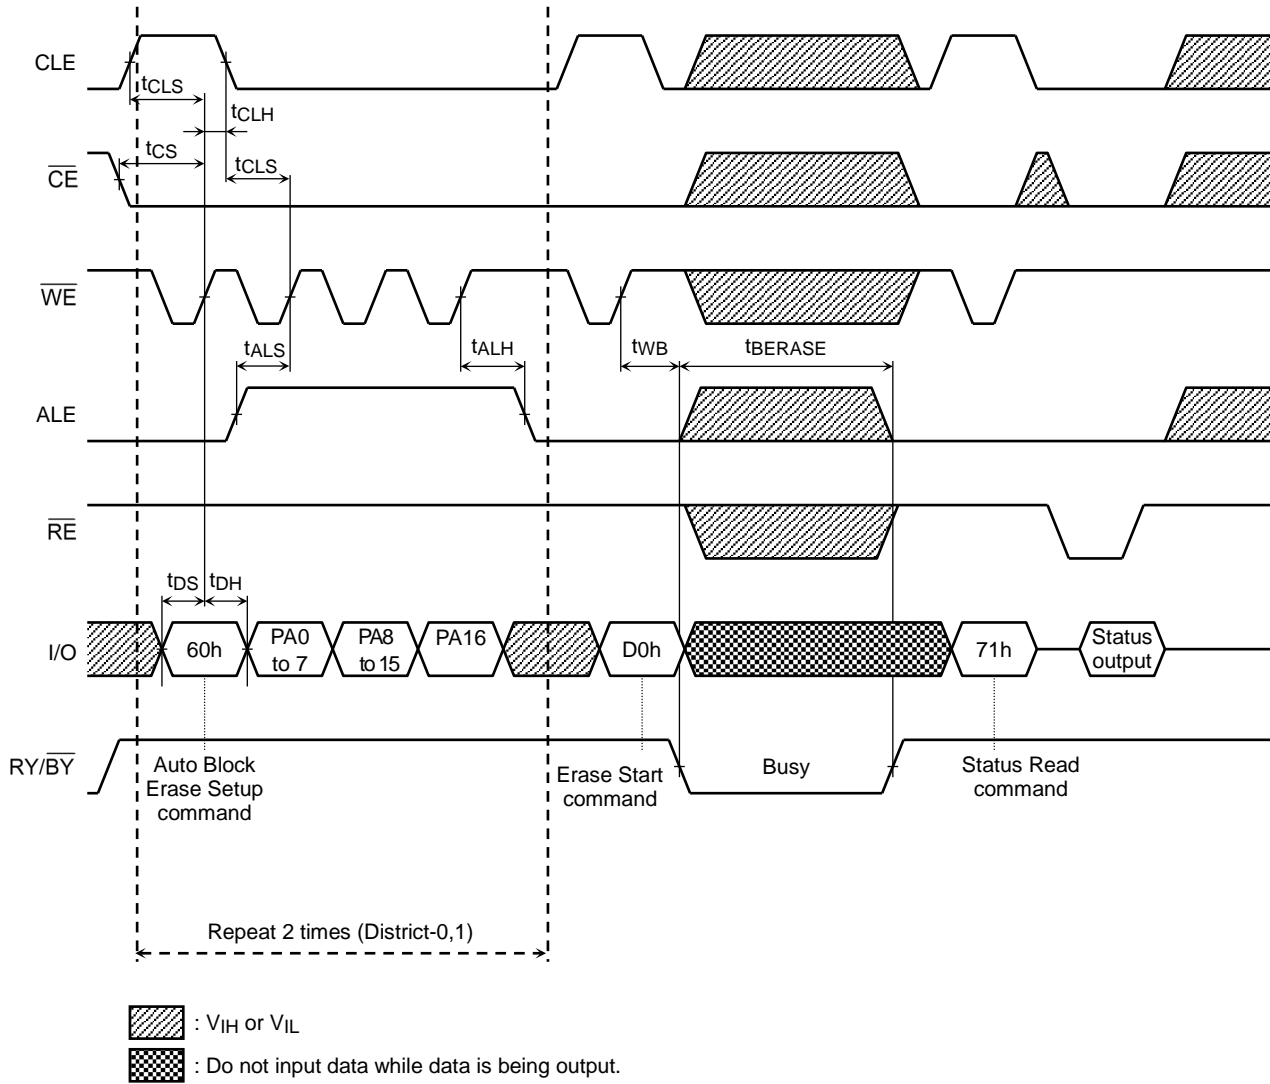 CLE
tCLS
tCLH
tCS
tCLS
CE
WE
tALS
tALH
tWB
tBERASE
ALE
RE
tDS
tDH
I/O
60h
PA0
to 7
PA8
to 15
PA16
D0h
71h
Status
output
RY/BY
Auto Block
Erase Setup
command
Erase Start
command
Busy
Status Read
command
Repeat 2 times (District-0,1)
: VIH or VIL
: Do not input data while data is being output.